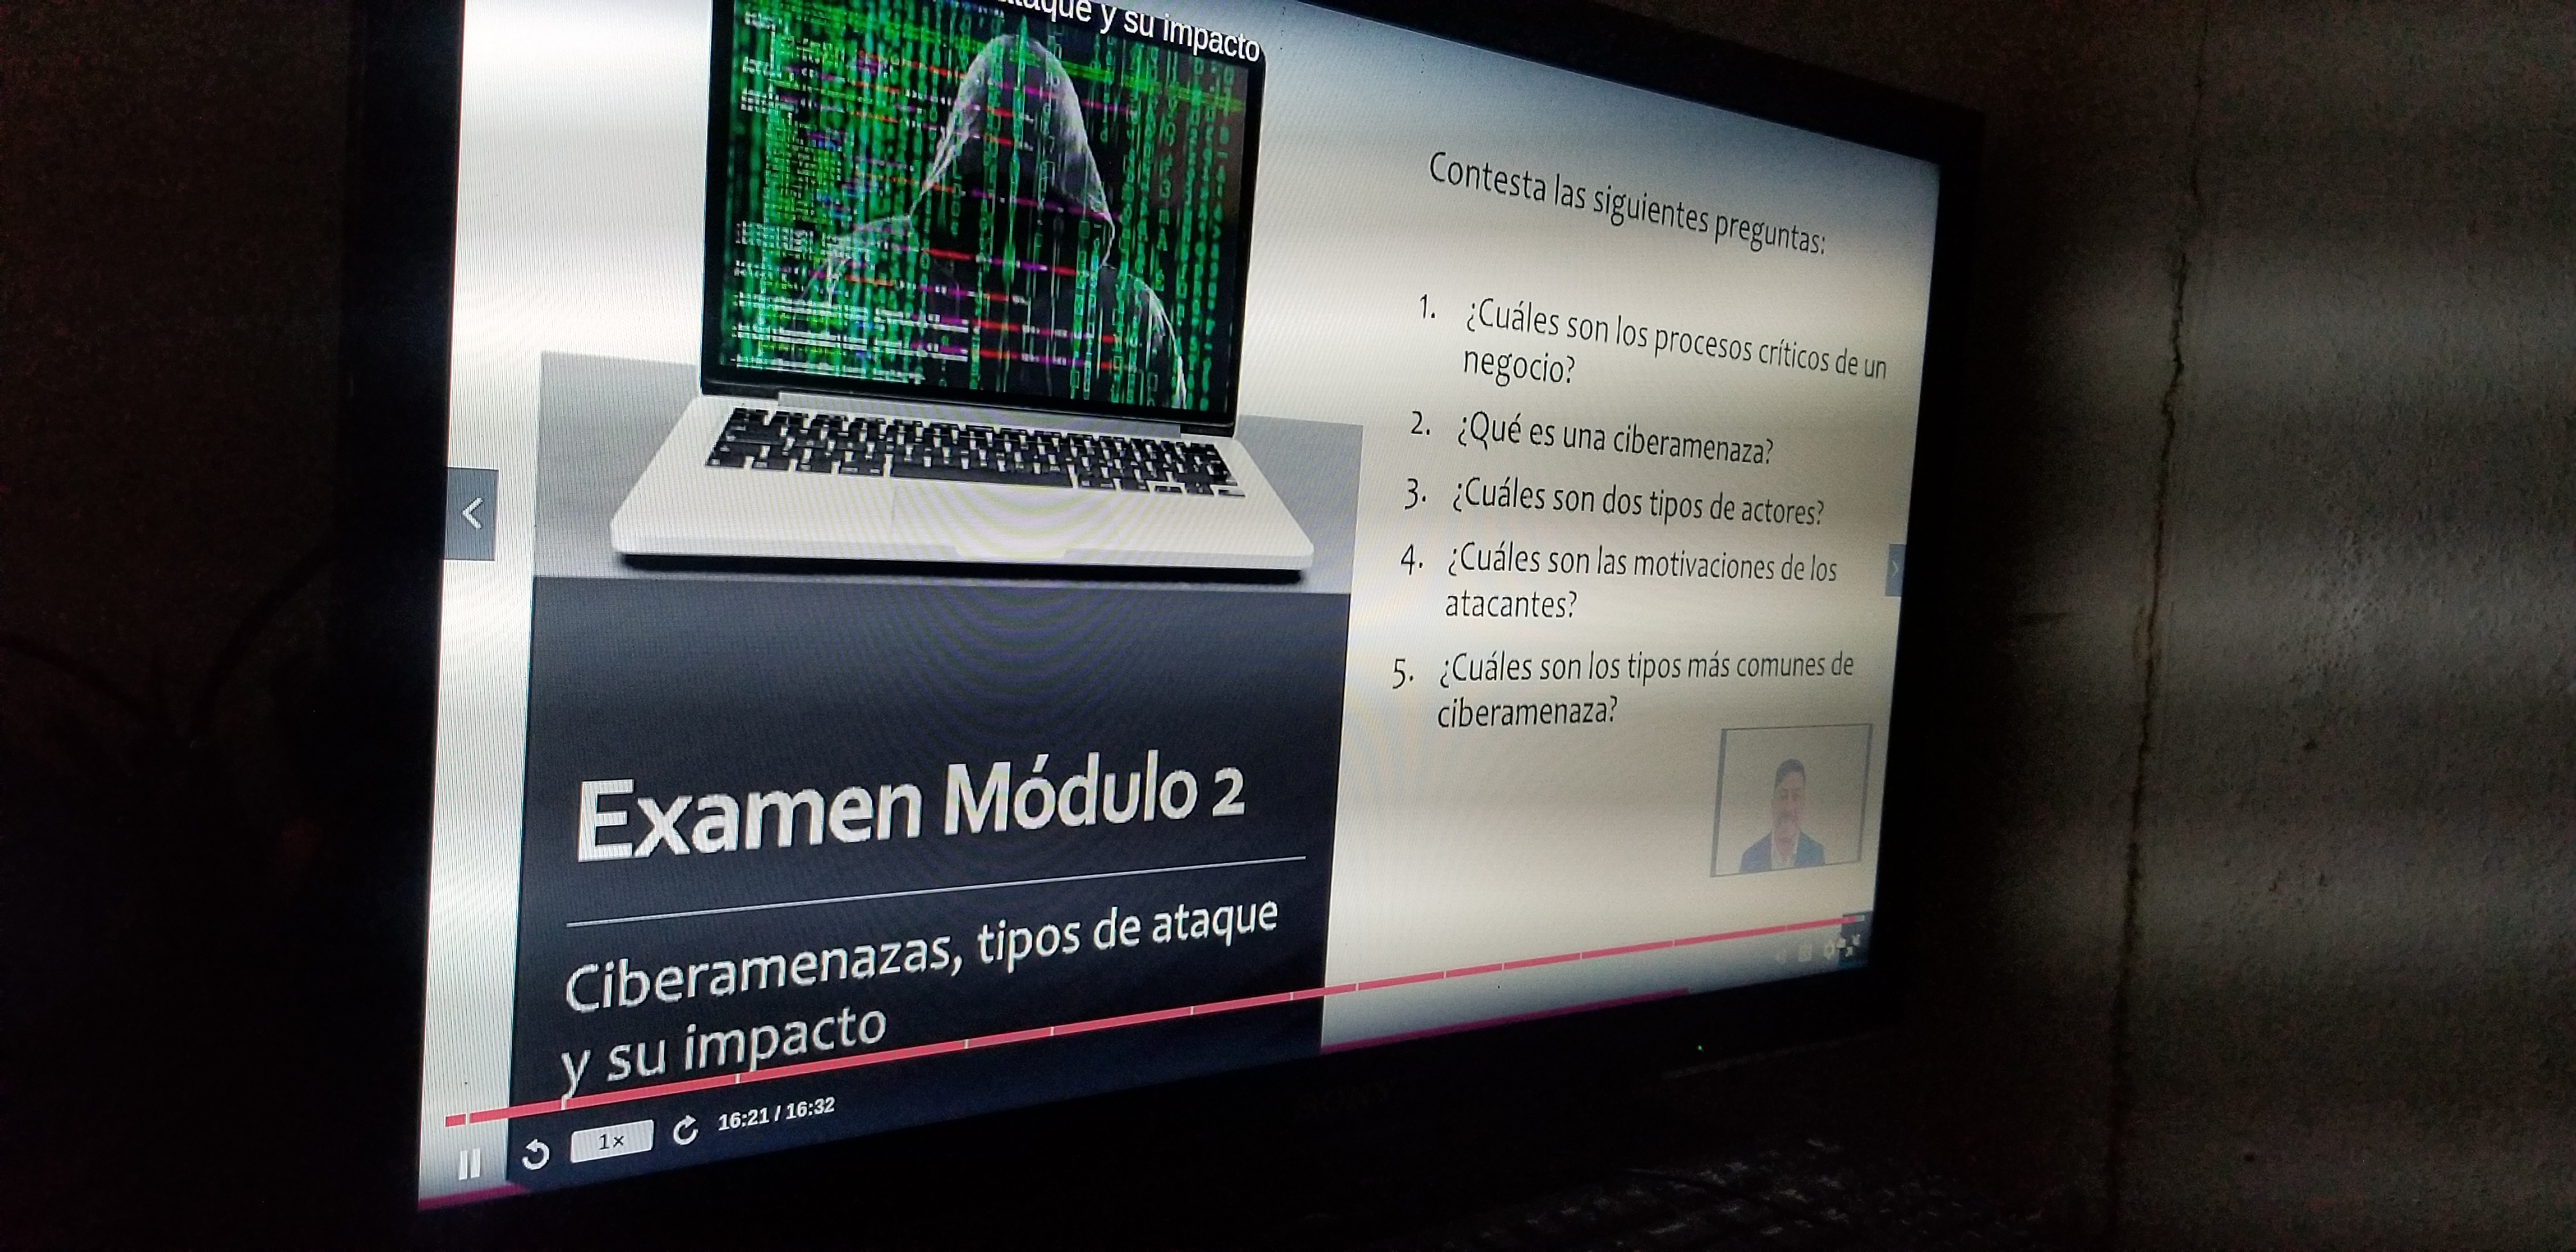 ataque y su impacto
Contesta las siguientes preguntas:
1. ¿Cuáles son los procesos críticos de un
negocio?
2. ¿Qué es una ciberamenaza?
3. ¿Cuáles son dos tipos de actores?
4. ¿Cuáles son las motivaciones de los
atacantes?
5. ¿Cuáles son los tipos más comunes de
ciberamenaza?
Examen Módulo 2
Ciberamenazas, tipos de ataque
y su impacto
1x
16:21 / 16:32